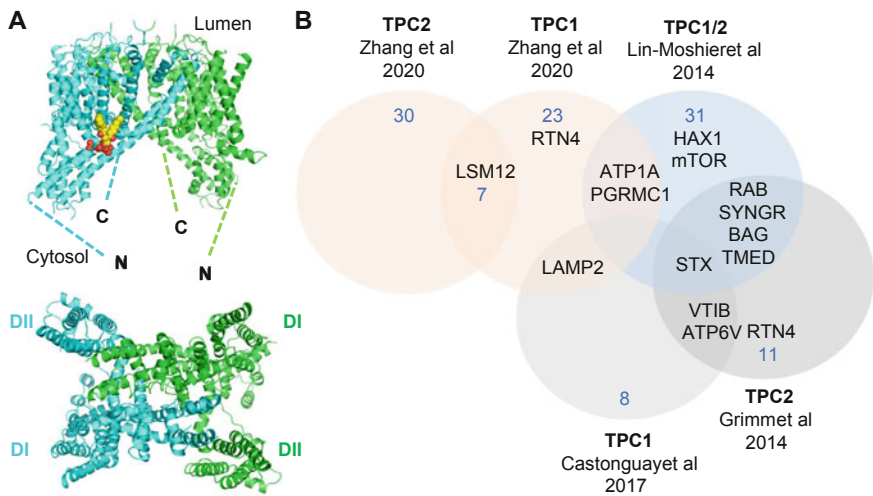 A
Lumen
C
C
Cytosol
N
N
DII
DI
DI
DII
B
TPC2
Zhang et al
2020
TPC1
Zhang et al
2020
TPC1/2
Lin-Moshieret al
2014
30
23
RTN4
31
HAX1
mTOR
LSM12
7
ATP1A
PGRMC1
RAB
SYNGR
BAG
TMED
LAMP2
STX
VTIB
ATP6V
RTN4
11
8
TPC1
Castonguayet al
2017
TPC2
Grimmet al
2014